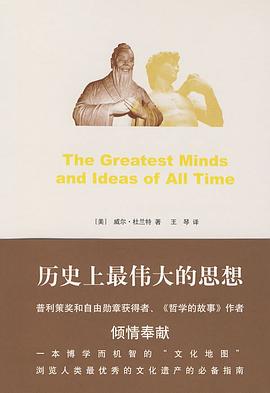 The Greatest Minds
and Ideas of All Time
[美] 威尔·杜兰特 著 王 琴 译
历史上最伟大的思想
普利策奖和自由勋章获得者、《哲学的故事》作者
倾情奉献
一本博学而机智的“文化地图”
浏览人类最优秀的文化遗产的必备指南